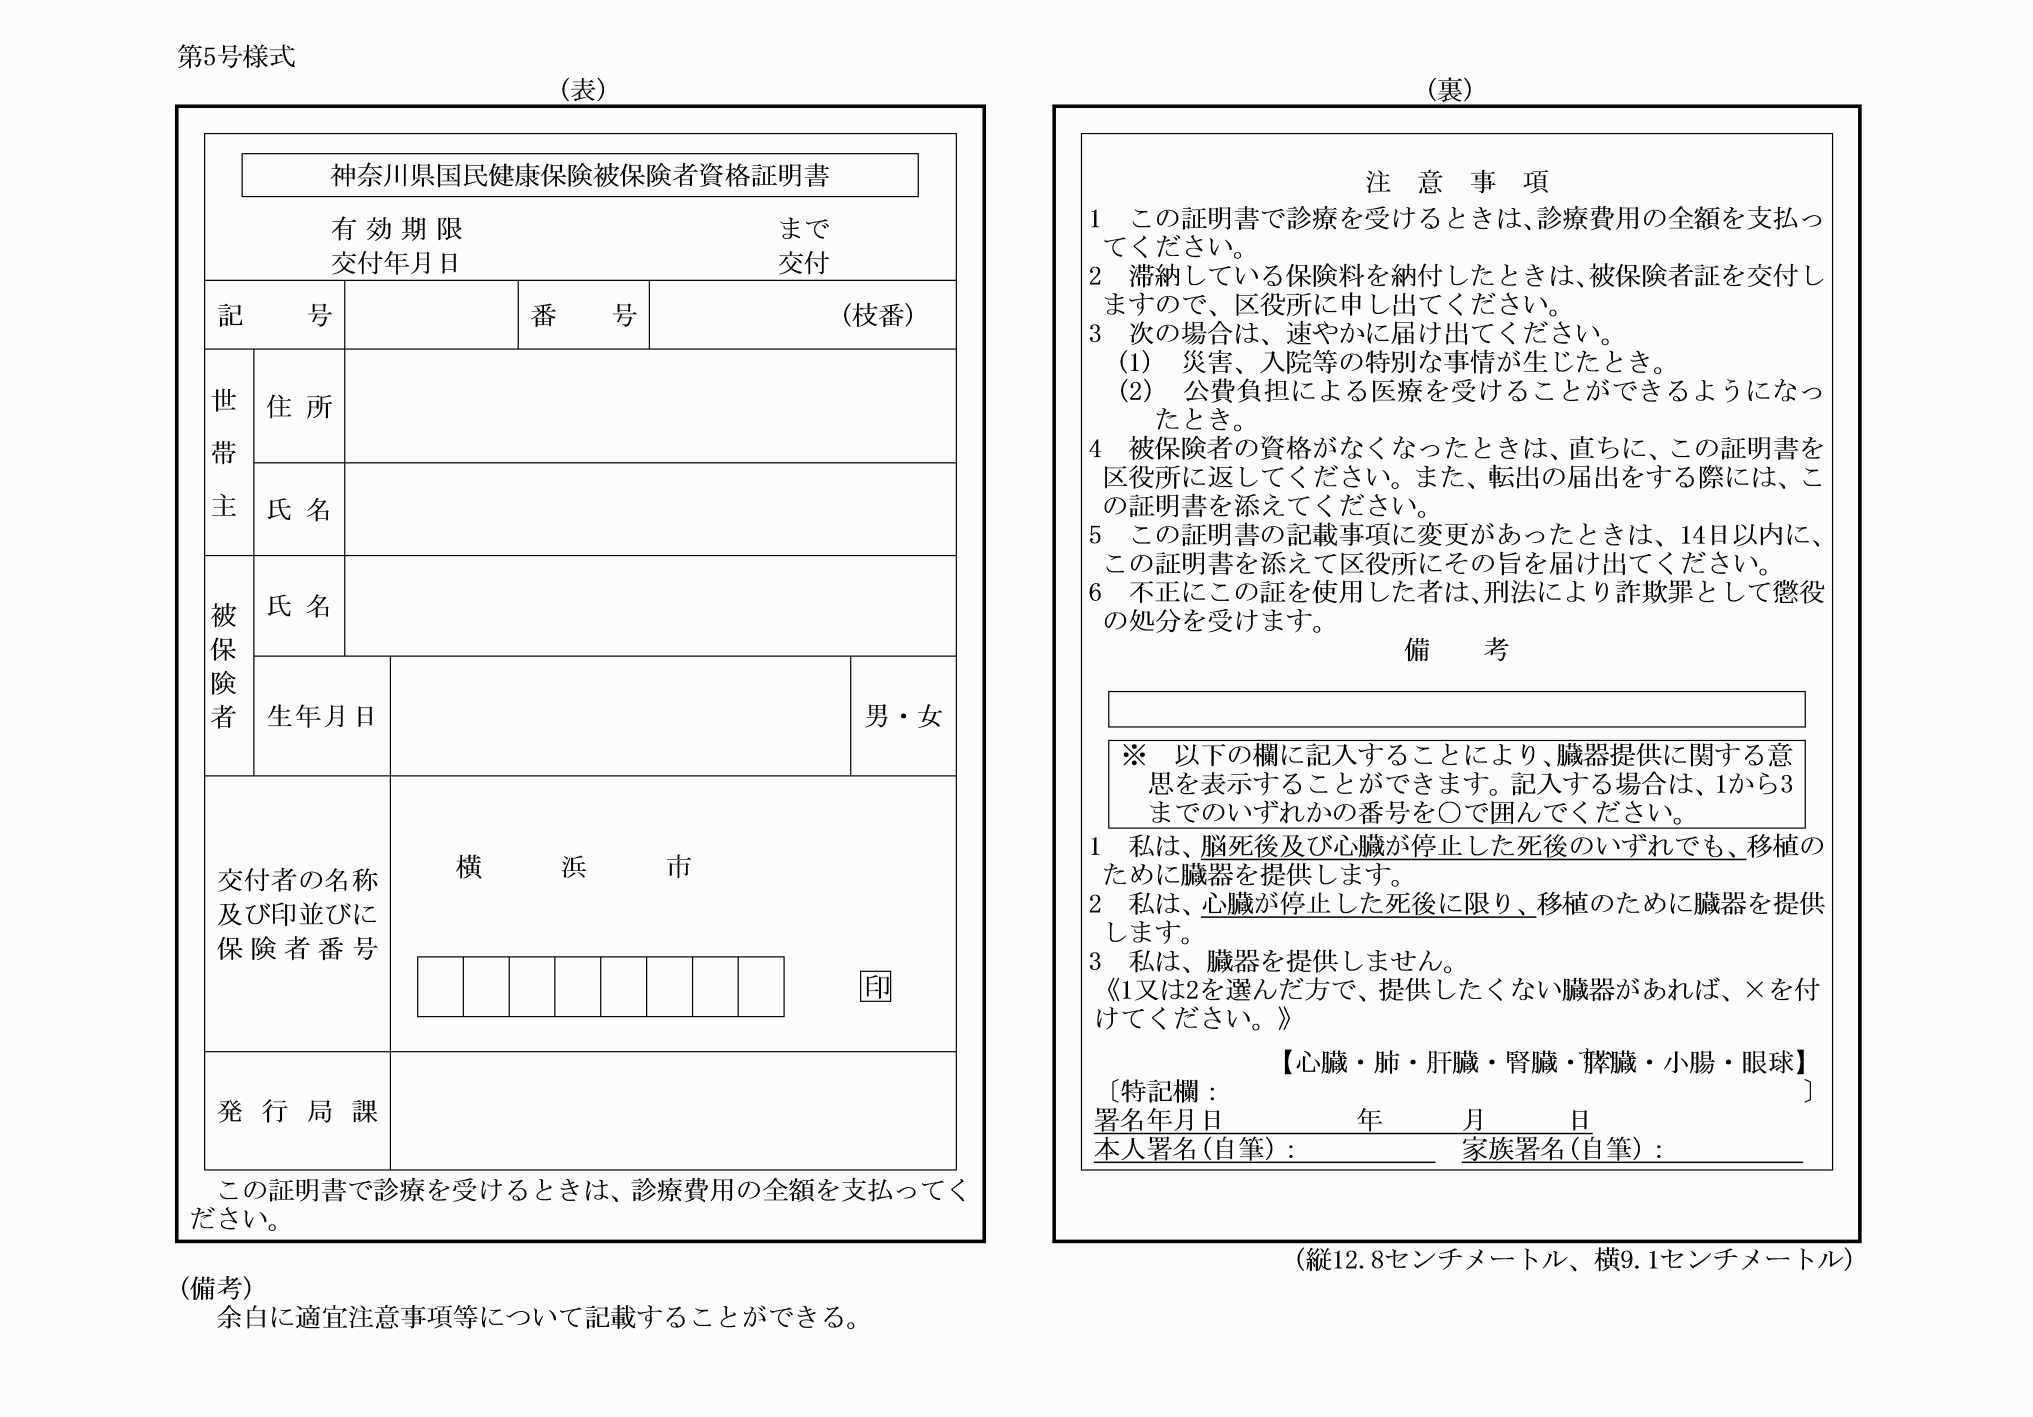 第5号様式
（表）
神奈川県国民健康保険被保険者資格証明書
有効期限　まで
交付年月日　交付
記号　番号　（枝番）
世帯主
住所
氏名
被保険者
氏名
生年月日　男・女
交付者の名称
及び印並びに
保険者番号
横浜市
印
発行局課
この証明書で診療を受けるときは、診療費用の全額を支払ってく
ださい。
（備考）
余白に適宜注意事項等について記載することができる。
（裏）
注意事項
1　この証明書で診療を受けるときは、診療費用の全額を支払っ
てください。
2　滞納している保険料を納付したときは、被保険者証を交付し
ますので、区役所に申し出てください。
3　次の場合は、速やかに届け出てください。
（1）　災害、入院等の特別な事情が生じたとき。
（2）　公費負担による医療を受けることができるようになっ
たとき。
4　被保険者の資格がなくなったときは、直ちに、この証明書を
区役所に返してください。また、転出の届出をする際には、こ
の証明書を添えてください。
5　この証明書の記載事項に変更があったときは、14日以内に、
この証明書を添えて区役所にその旨を届け出てください。
6　不正にこの証を使用した者は、刑法により詐欺罪として懲役
の処分を受けます。
備考
※　以下の欄に記入することにより、臓器提供に関する意
思を表示することができます。記入する場合は、1から3
までのいずれかの番号を〇で囲んでください。
1　私は、脳死後及び心臓が停止した死後のいずれでも、移植の
ために臓器を提供します。
2　私は、心臓が停止した死後に限り、移植のために臓器を提供
します。
3　私は、臓器を提供しません。
《1又は2を選んだ方で、提供したくない臓器があれば、×を付
けてください。》
【心臓・肺・肝臓・腎臓・膵臓・小腸・眼球】
〔特記欄：　〕
署名年月日　年　月　日
本人署名（自筆）：　家族署名（自筆）：
（縦12.8センチメートル、横9.1センチメートル）